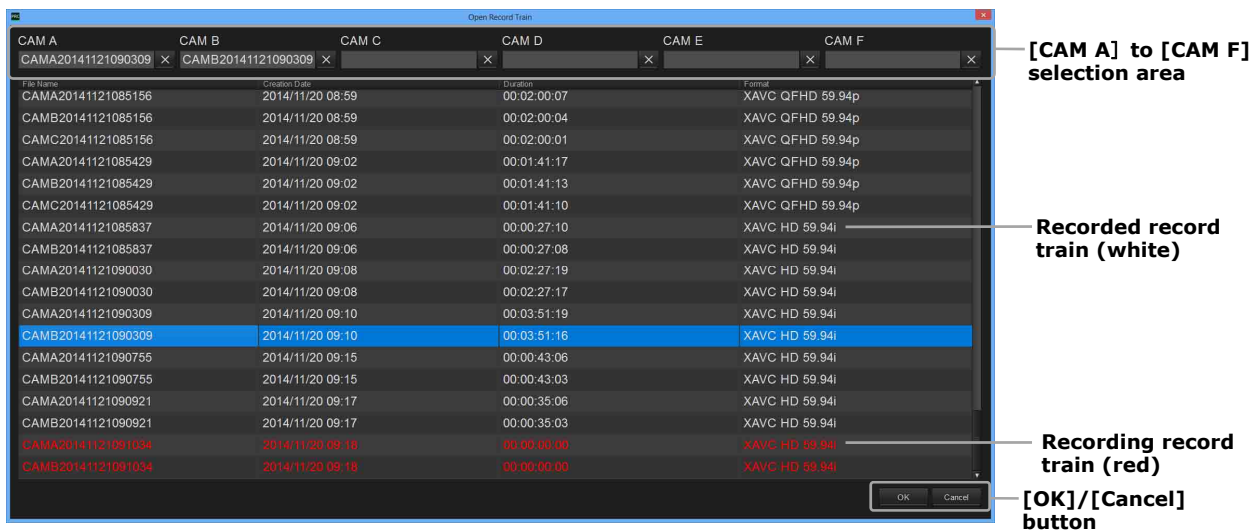 Open Record Train
CAM A CAM B CAM C CAM D CAM E CAM F
CAMA20141121090309 CAMB20141121090309
File Name Creation Date Duration Format
CAMA20141121085156 2014/11/20 08:59 00:02:00:07 XAVC QFHD 59.94p
CAMB20141121085156 2014/11/20 08:59 00:02:00:04 XAVC QFHD 59.94p
CAMC20141121085156 2014/11/20 08:59 00:02:00:01 XAVC QFHD 59.94p
CAMA20141121085429 2014/11/20 09:02 00:01:41:17 XAVC QFHD 59.94p
CAMB20141121085429 2014/11/20 09:02 00:01:41:13 XAVC QFHD 59.94p
CAMC20141121085429 2014/11/20 09:02 00:01:41:10 XAVC QFHD 59.94p
CAMA20141121085837 2014/11/20 09:06 00:00:27:10 XAVC HD 59.94i
CAMB20141121085837 2014/11/20 09:06 00:00:27:08 XAVC HD 59.94i
CAMA20141121090030 2014/11/20 09:08 00:02:27:19 XAVC HD 59.94i
CAMB20141121090030 2014/11/20 09:08 00:02:27:17 XAVC HD 59.94i
CAMA20141121090309 2014/11/20 09:10 00:03:51:19 XAVC HD 59.94i
CAMB20141121090309 2014/11/20 09:10 00:03:51:16 XAVC HD 59.94i
CAMA20141121090755 2014/11/20 09:15 00:00:43:06 XAVC HD 59.94i
CAMB20141121090755 2014/11/20 09:15 00:00:43:03 XAVC HD 59.94i
CAMA20141121090921 2014/11/20 09:17 00:00:35:06 XAVC HD 59.94i
CAMB20141121090921 2014/11/20 09:17 00:00:35:03 XAVC HD 59.94i
CAMA20141121091034 2014/11/20 09:18 00:00:00:00 XAVC HD 59.94i
CAMB20141121091034 2014/11/20 09:18 00:00:00:00 XAVC HD 59.94i
OK Cancel
[CAM A] to [CAM F]
selection area
Recorded record
train (white)
Recording record
train (red)
[OK]/[Cancel]
button